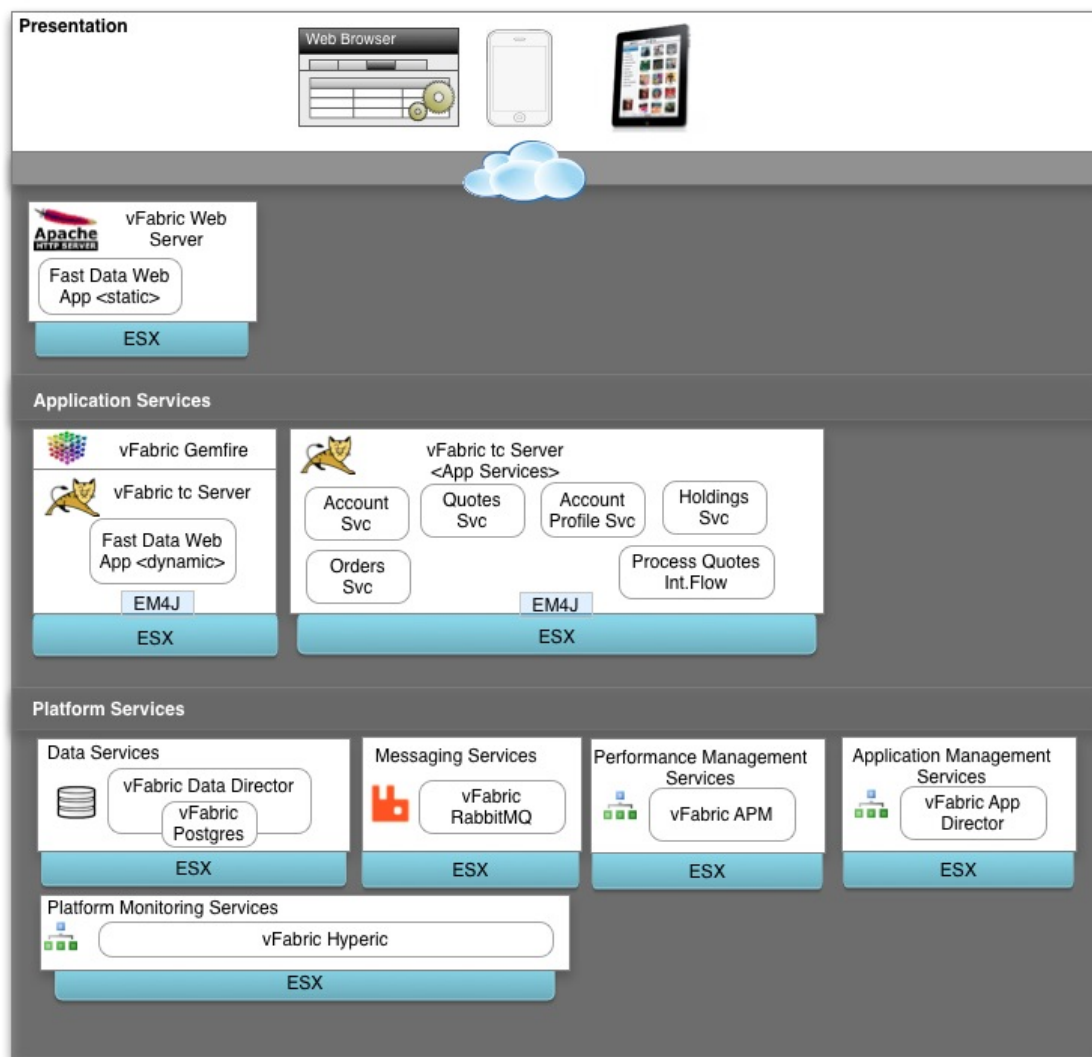 Presentation
Web Browser
Apache
HTTP SERVER
vFabric Web
Server
Fast Data Web
App <static>
ESX
Application Services
vFabric Gemfire
vFabric tc Server
Fast Data Web
App <dynamic>
EM4J
ESX
vFabric tc Server
<App Services>
Account
Svc
Quotes
Svc
Account
Profile Svc
Holdings
Svc
Orders
Svc
Process Quotes
Int.Flow
EM4J
ESX
Platform Services
Data Services
vFabric Data Director
vFabric
Postgres
ESX
Messaging Services
vFabric
RabbitMQ
ESX
Performance Management
Services
vFabric APM
ESX
Application Management
Services
vFabric App
Director
ESX
Platform Monitoring Services
vFabric Hyperic
ESX